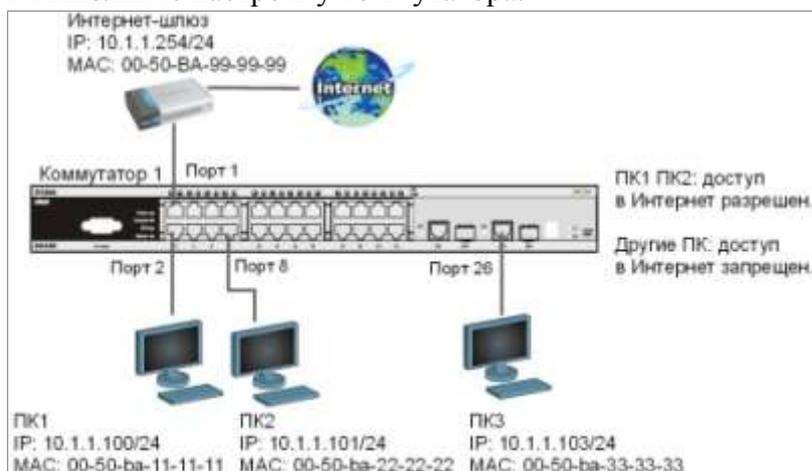 Интернет-шлюз
IP: 10.1.1.254/24
MAC: 00-50-BA-99-99-99
Internet
Коммутатор 1
Порт 1
ПК1 ПК2: доступ
в Интернет разрешен.
Другие ПК: доступ
в Интернет запрещен.
Порт 2
Порт 8
Порт 26
ПК1
IP: 10.1.1.100/24
MAC: 00-50-ba-11-11-11
ПК2
IP: 10.1.1.101/24
MAC: 00-50-ba-22-22-22
ПК3
IP: 10.1.1.103/24
MAC: 00-50-ba-33-33-33